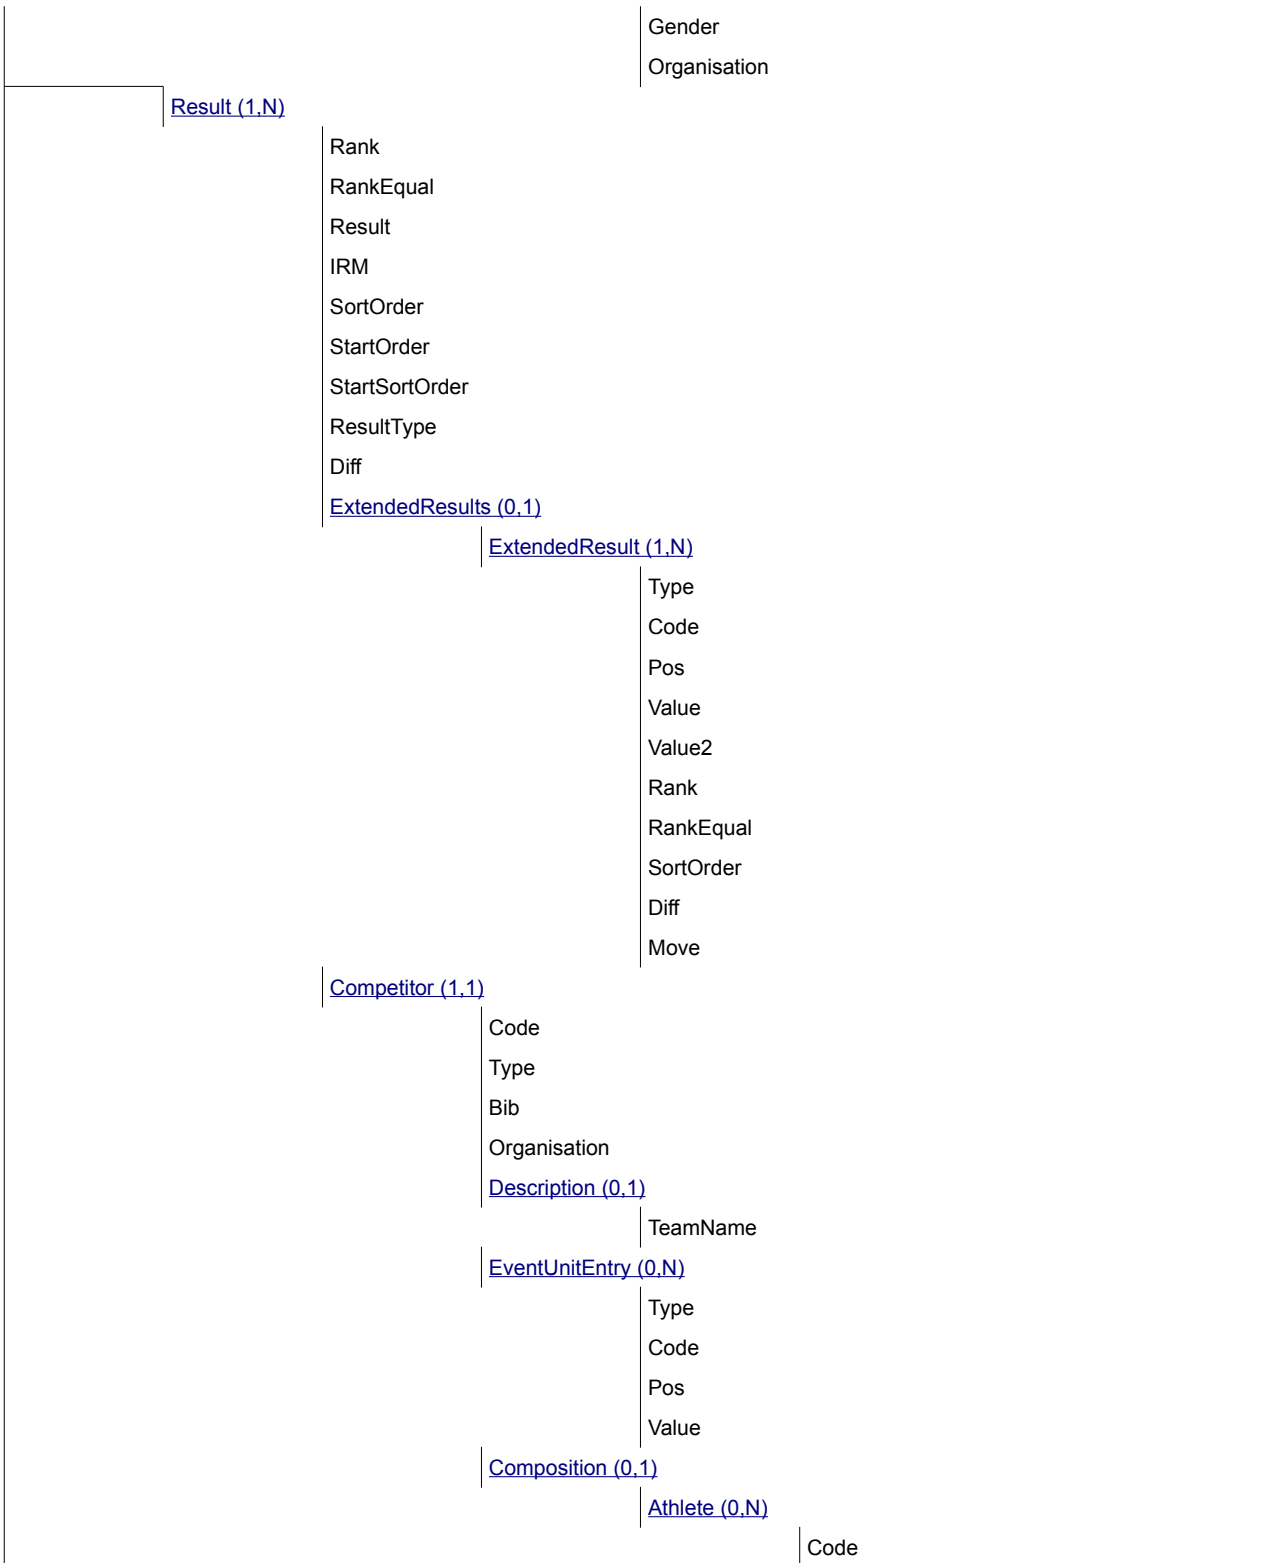 Gender
Organisation
Result (1,N)
Rank
RankEqual
Result
IRM
SortOrder
StartOrder
StartSortOrder
ResultType
Diff
ExtendedResults (0,1)
ExtendedResult (1,N)
Type
Code
Pos
Value
Value2
Rank
RankEqual
SortOrder
Diff
Move
Competitor (1,1)
Code
Type
Bib
Organisation
Description (0,1)
TeamName
EventUnitEntry (0,N)
Type
Code
Pos
Value
Composition (0,1)
Athlete (0,N)
Code